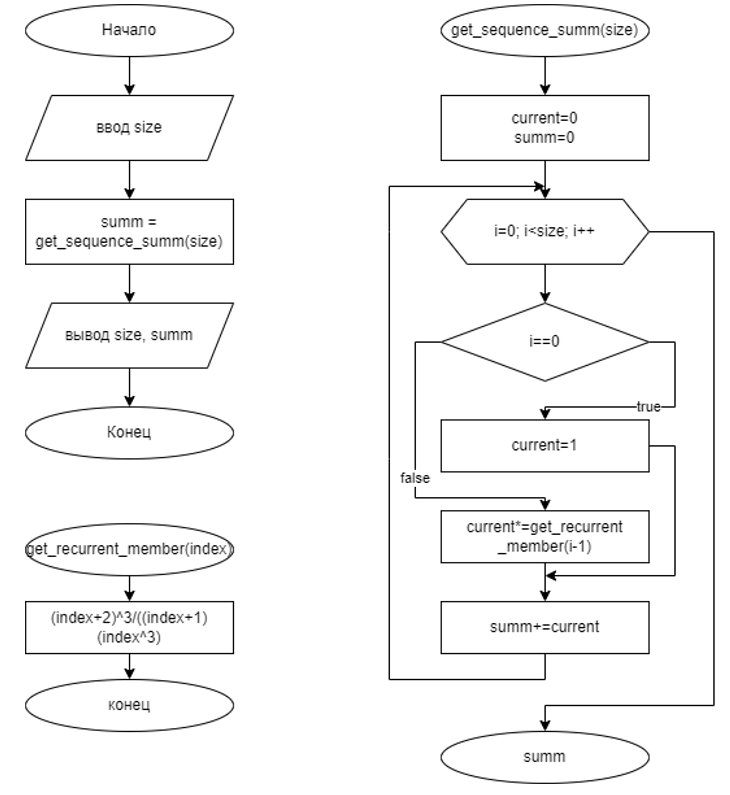 Начало
ввод size
summ =
get_sequence_summ(size)
вывод size, summ
Конец
get_recurrent_member(index)
(index+2)^3/((index+1)
(index^3)
конец
get_sequence_summ(size)
current=0
summ=0
i=0; i<size; i++
i==0
true
current=1
false
current*=get_recurrent
_member(i-1)
summ+=current
summ